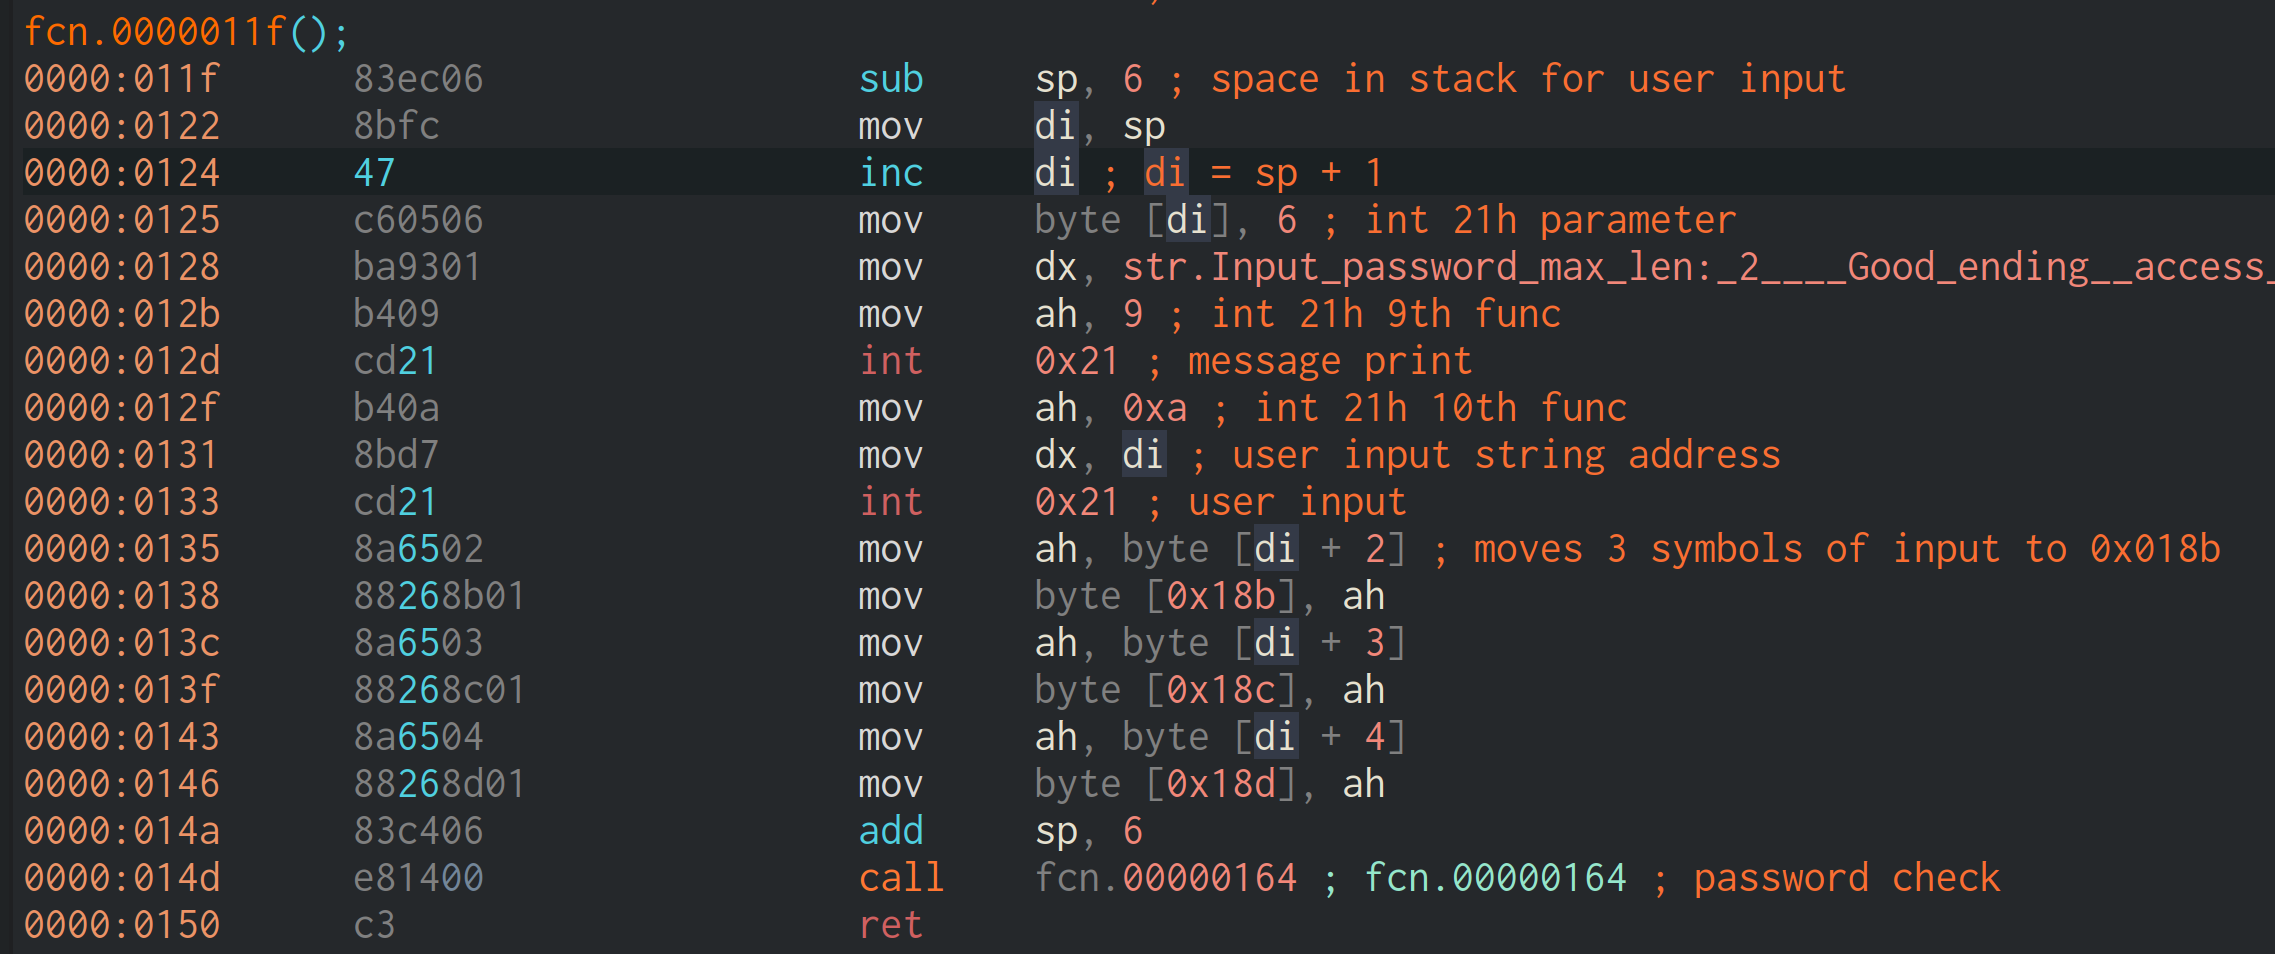 fcn.0000011f();
0000:011f 83ec06 sub sp, 6 ; space in stack for user input
0000:0122 8bfc mov di, sp
0000:0124 47 inc di ; di = sp + 1
0000:0125 c60506 mov byte [di], 6 ; int 21h parameter
0000:0128 ba9301 mov dx, str.Input_password_max_len:_2____Good_ending__access_
0000:012b b409 mov ah, 9 ; int 21h 9th func
0000:012d cd21 int 0x21 ; message print
0000:012f b40a mov ah, 0xa ; int 21h 10th func
0000:0131 8bd7 mov dx, di ; user input string address
0000:0133 cd21 int 0x21 ; user input
0000:0135 8a6502 mov ah, byte [di + 2] ; moves 3 symbols of input to 0x018b
0000:0138 88268b01 mov byte [0x18b], ah
0000:013c 8a6503 mov ah, byte [di + 3]
0000:013f 88268c01 mov byte [0x18c], ah
0000:0143 8a6504 mov ah, byte [di + 4]
0000:0146 88268d01 mov byte [0x18d], ah
0000:014a 83c406 add sp, 6
0000:014d e81400 call fcn.00000164 ; fcn.00000164 ; password check
0000:0150 c3 ret